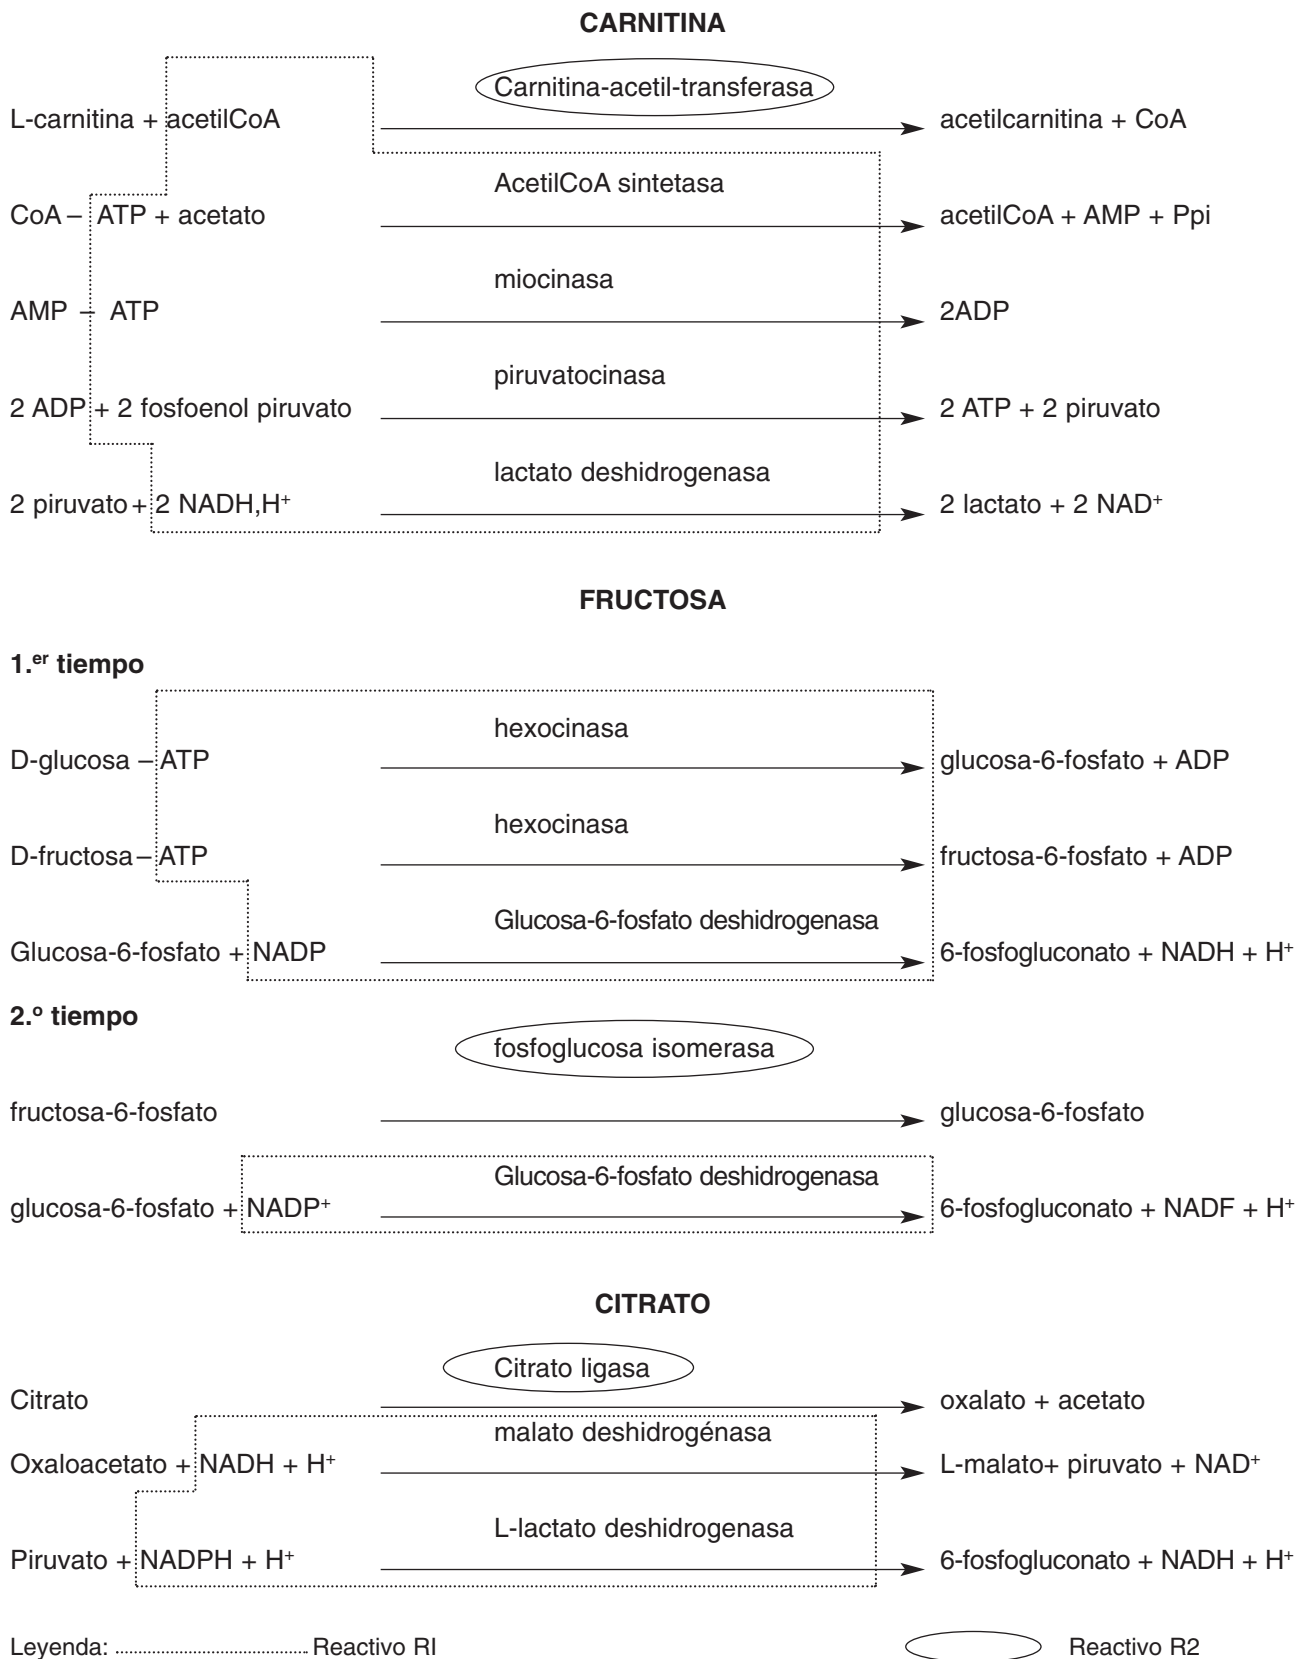 CARNITINA
Carnitina-acetil-transferasa
L-carnitina + acetilCoA acetilcarnitina + CoA
AcetilCoA sintetasa
CoA – ATP + acetato acetilCoA + AMP + Ppi
miocinasa
AMP – ATP 2ADP
piruvatocinasa
2 ADP + 2 fosfoenol piruvato 2 ATP + 2 piruvato
lactato deshidrogenasa
2 piruvato + 2 NADH,H⁺ 2 lactato + 2 NAD⁺
FRUCTOSA
1.er tiempo
hexocinasa
D-glucosa – ATP glucosa-6-fosfato + ADP
hexocinasa
D-fructosa – ATP fructosa-6-fosfato + ADP
Glucosa-6-fosfato deshidrogenasa
Glucosa-6-fosfato + NADP 6-fosfogluconato + NADH + H⁺
2.º tiempo
fosfoglucosa isomerasa
fructosa-6-fosfato glucosa-6-fosfato
Glucosa-6-fosfato deshidrogenasa
glucosa-6-fosfato + NADP⁺ 6-fosfogluconato + NADF + H⁺
CITRATO
Citrato ligasa
Citrato oxalato + acetato
malato deshidrogénasa
Oxaloacetato + NADH + H⁺ L-malato+ piruvato + NAD⁺
L-lactato deshidrogenasa
Piruvato + NADPH + H⁺ 6-fosfogluconato + NADH + H⁺
Leyenda: Reactivo RI Reactivo R2